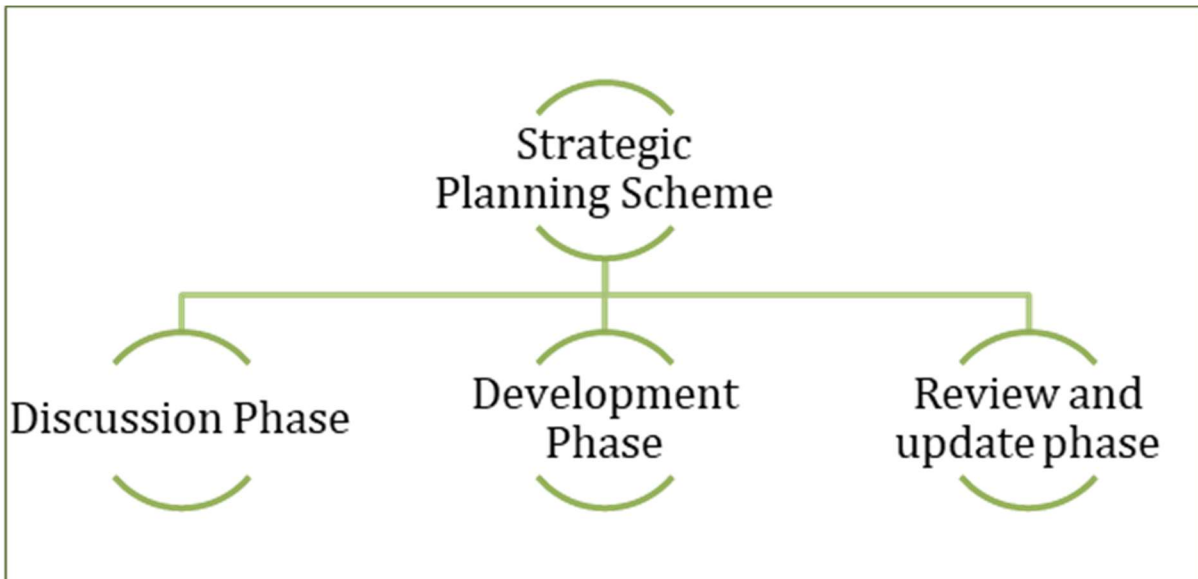 Strategic
Planning Scheme
Discussion Phase
Development
Phase
Review and
update phase